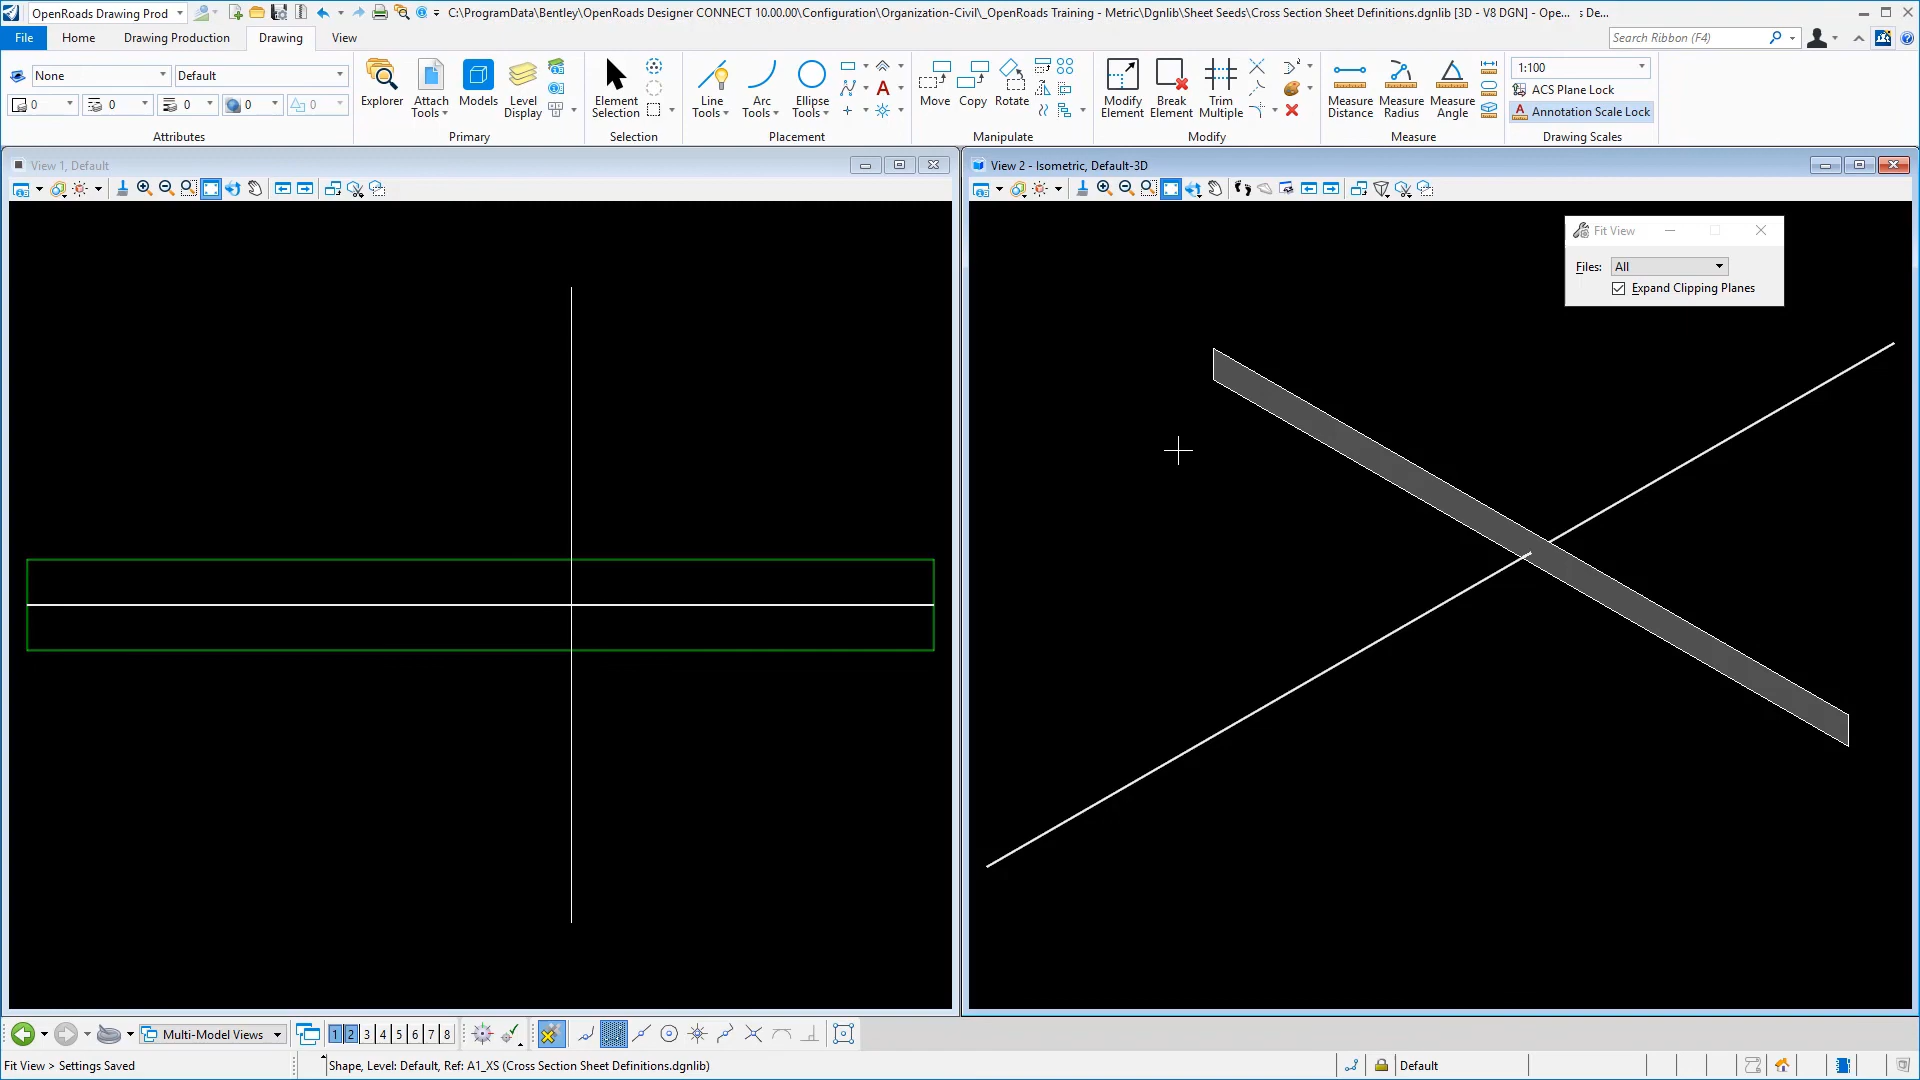 OpenRoads Drawing Prod
C:\ProgramData\Bentley\OpenRoads Designer CONNECT 10.00.00\Configuration\Organization-Civil\_OpenRoads Training - Metric\Dgnlib\Sheet Seeds\Cross Section Sheet Definitions.dgnlib [3D - V8 DGN] - Ope... s De...
File Home Drawing Production Drawing View
Search Ribbon (F4)
None Default
0 0 0 0 0
Attributes
Explorer Attach Tools Models Level Display
Primary
Element Selection
Selection
Line Tools Arc Tools Ellipse Tools
Placement
Move Copy Rotate
Manipulate
Modify Element Break Element Trim Multiple
Modify
Measure Distance Measure Radius Measure Angle
Measure
1:100
ACS Plane Lock
Annotation Scale Lock
Drawing Scales
View 1, Default
View 2 - Isometric, Default-3D
Fit View
Files: All
Expand Clipping Planes
Multi-Model Views
1 2 3 4 5 6 7 8
Fit View > Settings Saved
Shape, Level: Default, Ref: A1_XS (Cross Section Sheet Definitions.dgnlib)
Default